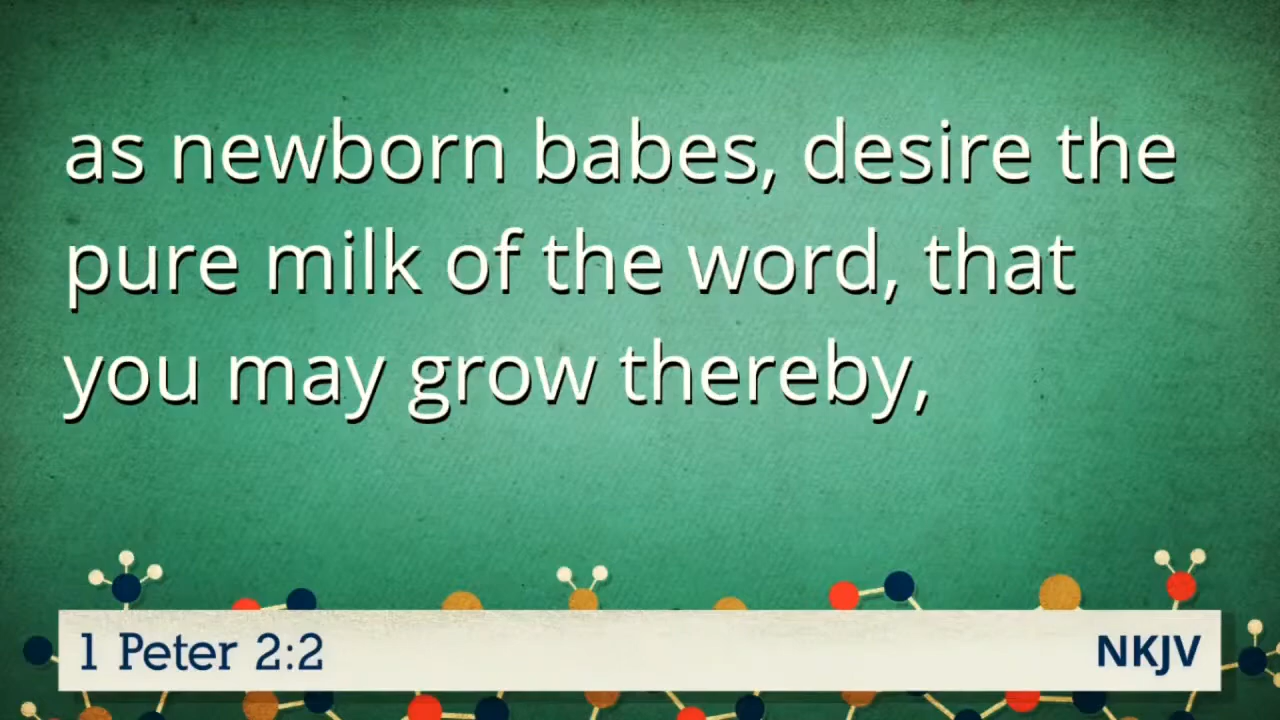 as newborn babes, desire the
pure milk of the word, that
you may grow thereby,
1 Peter 2:2
NKJV